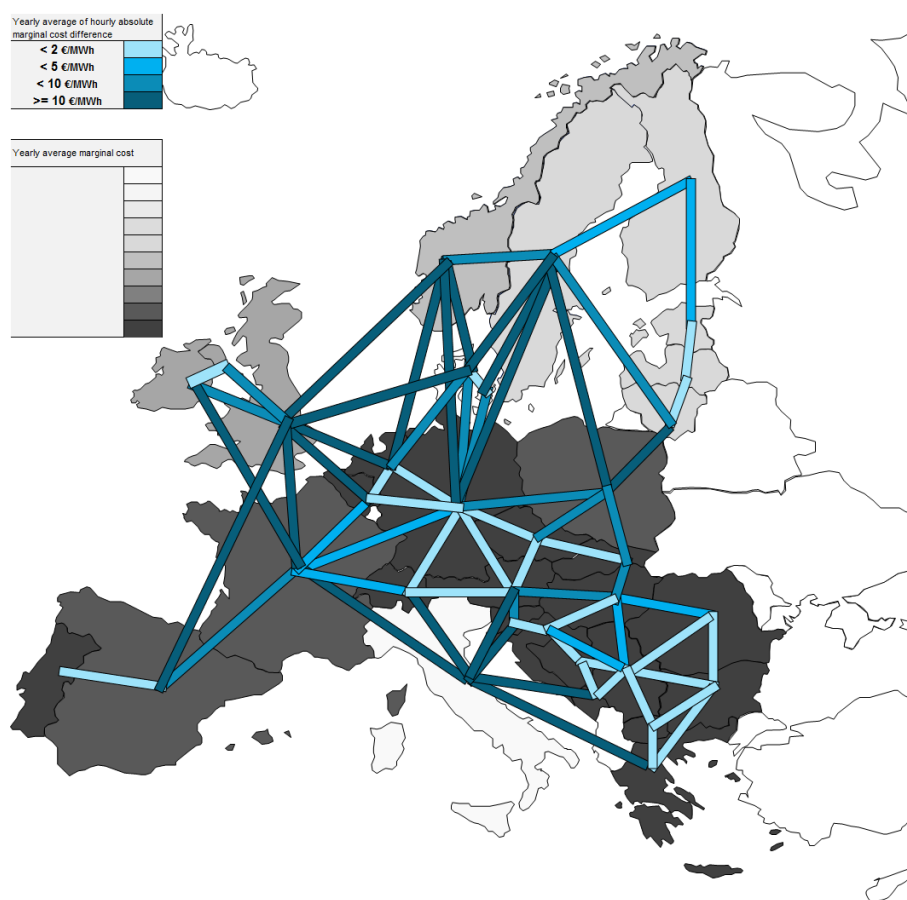 Yearly average of hourly absolute
marginal cost difference
< 2 €/MWh
< 5 €/MWh
< 10 €/MWh
>= 10 €/MWh
Yearly average marginal cost